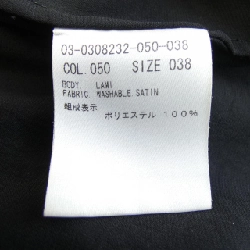 03-0308232-050-038
COL.050 SIZE 038
BODY. LAMI
FABRIC. WASHABLE SATIN
組成表示
ポリエステル 100%